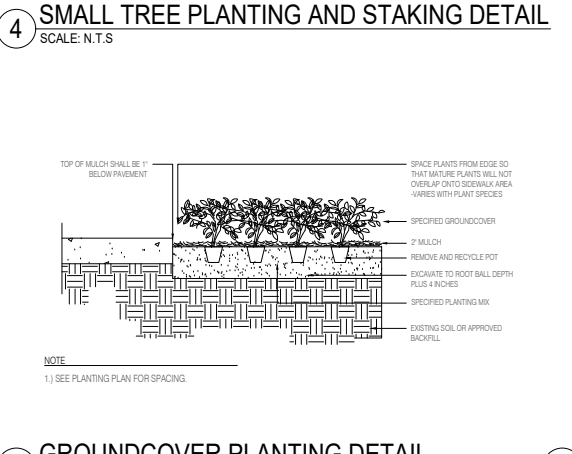 4
SMALL TREE PLANTING AND STAKING DETAIL
SCALE: N.T.S
TOP OF MULCH SHALL BE 1"
BELOW PAVEMENT
SPACE PLANTS FROM EDGE SO
THAT MATURE PLANTS WILL NOT
OVERLAP ONTO SIDEWALK AREA
-VARIES WITH PLANT SPECIES
SPECIFIED GROUNDCOVER
2' MULCH
REMOVE AND RECYCLE POT
EXCAVATE TO ROOT BALL DEPTH
PLUS 4 INCHES
SPECIFIED PLANTING MIX
EXISTING SOIL OR APPROVED
BACKFILL
NOTE
1.) SEE PLANTING PLAN FOR SPACING.
GROUNDCOVER PLANTING DETAIL